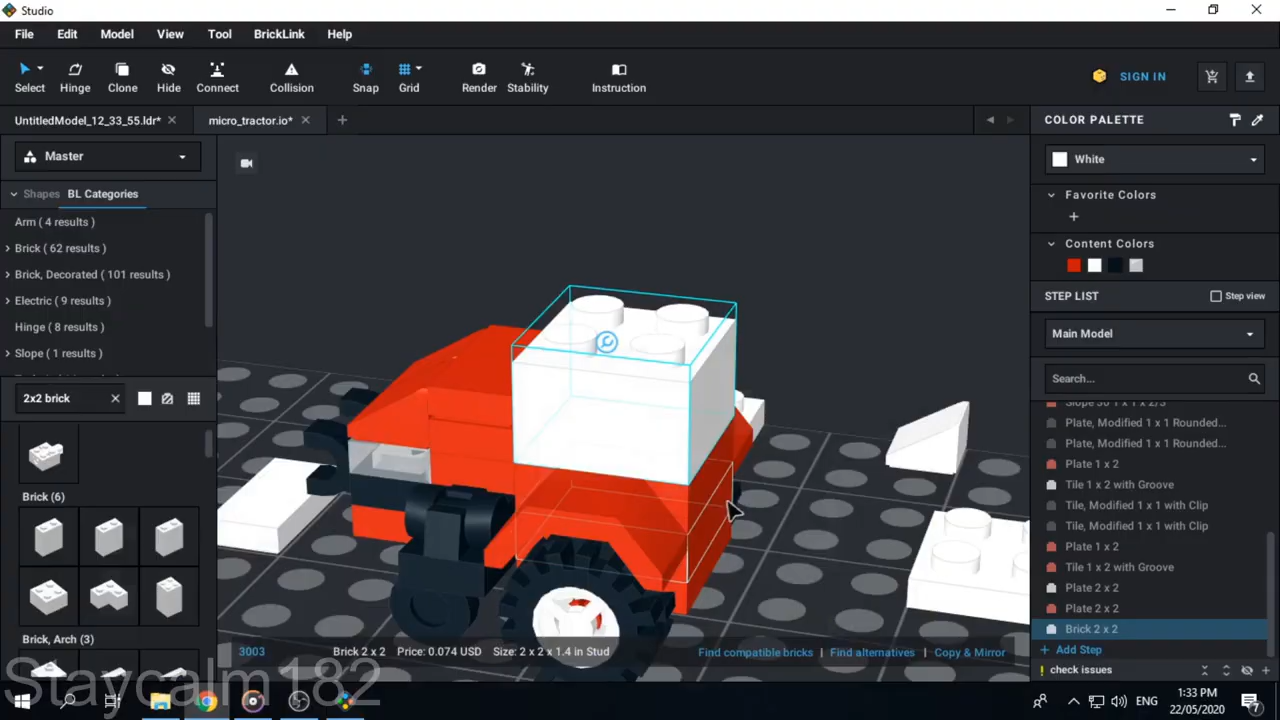 Studio
File Edit Model View Tool BrickLink Help
Select Hinge Clone Hide Connect Collision Snap Grid Render Stability Instruction SIGN IN
UntitledModel_12_33_55.ldr* micro_tractor.io*
COLOR PALETTE
Master
White
Shapes BL Categories
Favorite Colors
Arm ( 4 results )
Brick ( 62 results )
Content Colors
Brick, Decorated ( 101 results )
Electric ( 9 results )
STEP LIST Step view
Hinge ( 8 results )
Main Model
Slope ( 1 results )
Search...
2x2 brick
Slope 30 1 x 1 x 2/3
Plate, Modified 1 x 1 Rounded...
Plate, Modified 1 x 1 Rounded...
Plate 1 x 2
Tile 1 x 2 with Groove
Brick (6)
Tile, Modified 1 x 1 with Clip
Tile, Modified 1 x 1 with Clip
Plate 1 x 2
Tile 1 x 2 with Groove
Plate 2 x 2
Plate 2 x 2
Brick 2 x 2
Brick, Arch (3)
3003 Brick 2 x 2 Price: 0.074 USD Size: 2 x 2 x 1.4 in Stud Find compatible bricks | Find alternatives | Copy & Mirror
+ Add Step
check issues
Staycalm182
ENG
1:33 PM
22/05/2020
7